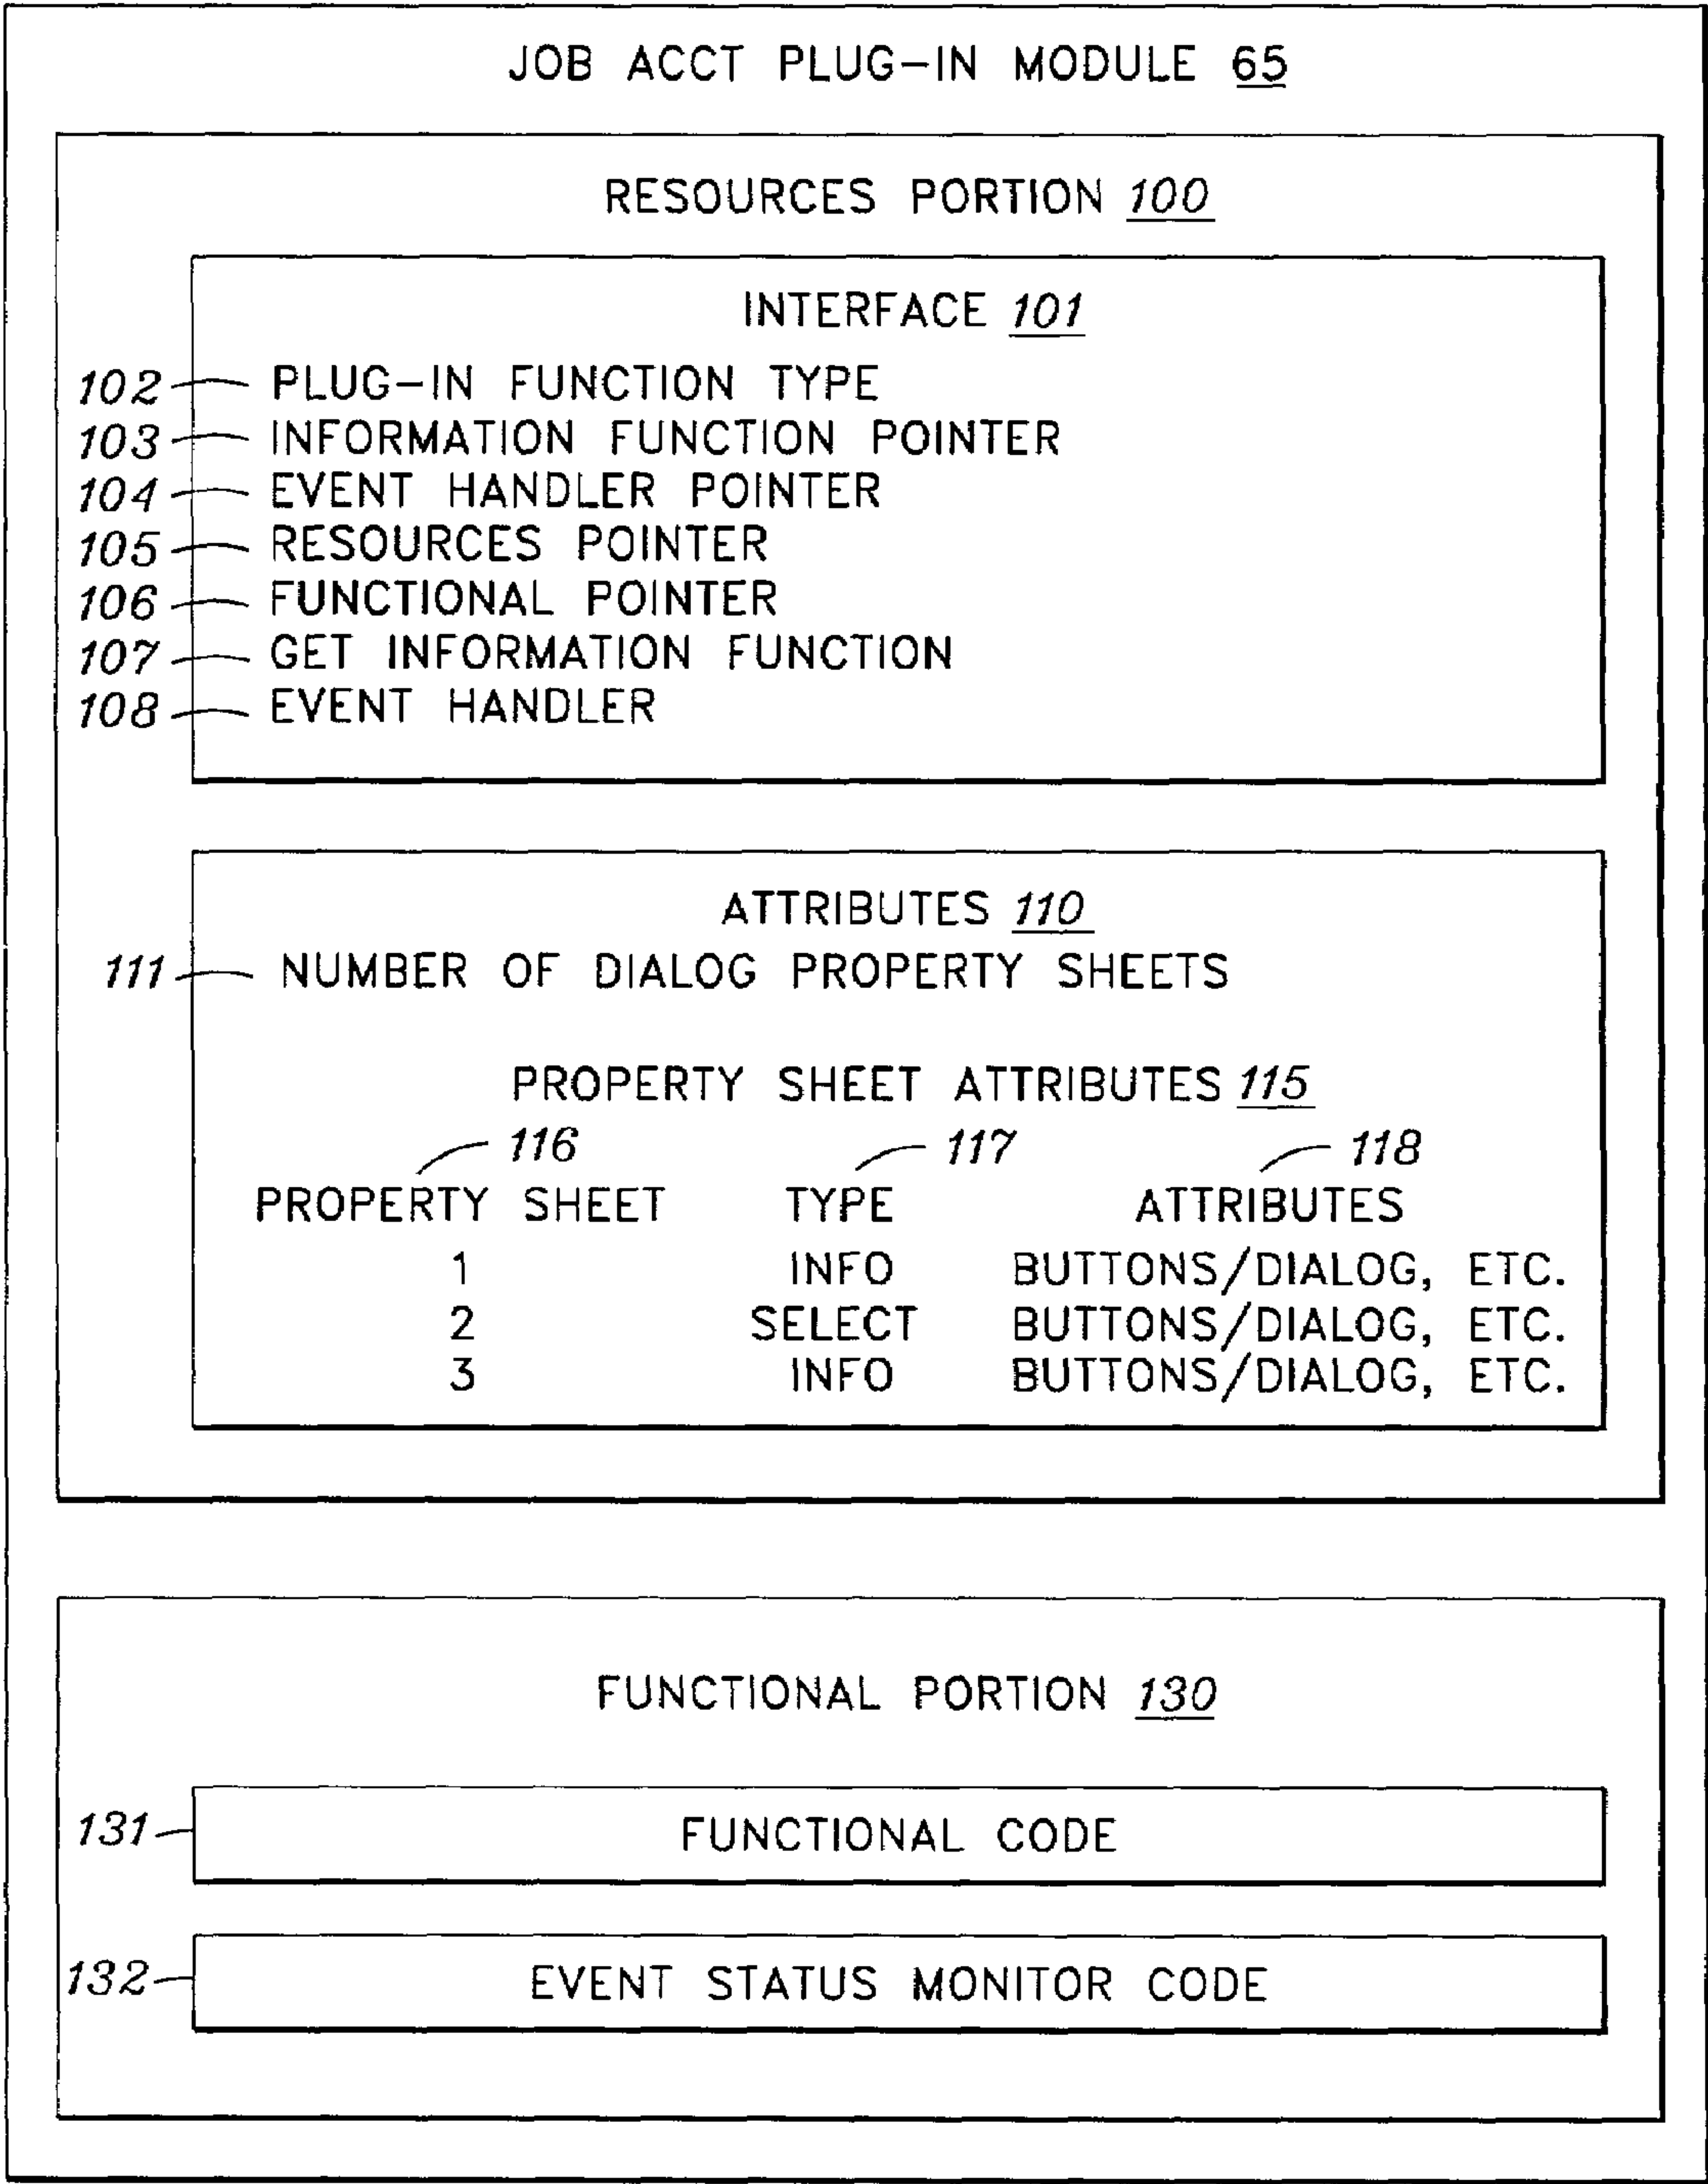 JOB ACCT PLUG-IN MODULE 65
RESOURCES PORTION 100
INTERFACE 101
102 PLUG-IN FUNCTION TYPE
103 INFORMATION FUNCTION POINTER
104 EVENT HANDLER POINTER
105 RESOURCES POINTER
106 FUNCTIONAL POINTER
107 GET INFORMATION FUNCTION
108 EVENT HANDLER
ATTRIBUTES 110
111 NUMBER OF DIALOG PROPERTY SHEETS
PROPERTY SHEET ATTRIBUTES 115
116 117 118
PROPERTY SHEET TYPE ATTRIBUTES
1 INFO BUTTONS/DIALOG, ETC.
2 SELECT BUTTONS/DIALOG, ETC.
3 INFO BUTTONS/DIALOG, ETC.
FUNCTIONAL PORTION 130
131 FUNCTIONAL CODE
132 EVENT STATUS MONITOR CODE